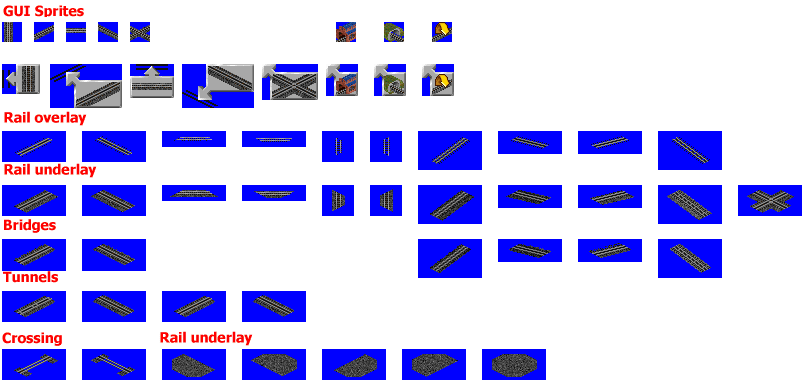 GUI Sprites
Rail overlay
Rail underlay
Bridges
Tunnels
Crossing
Rail underlay